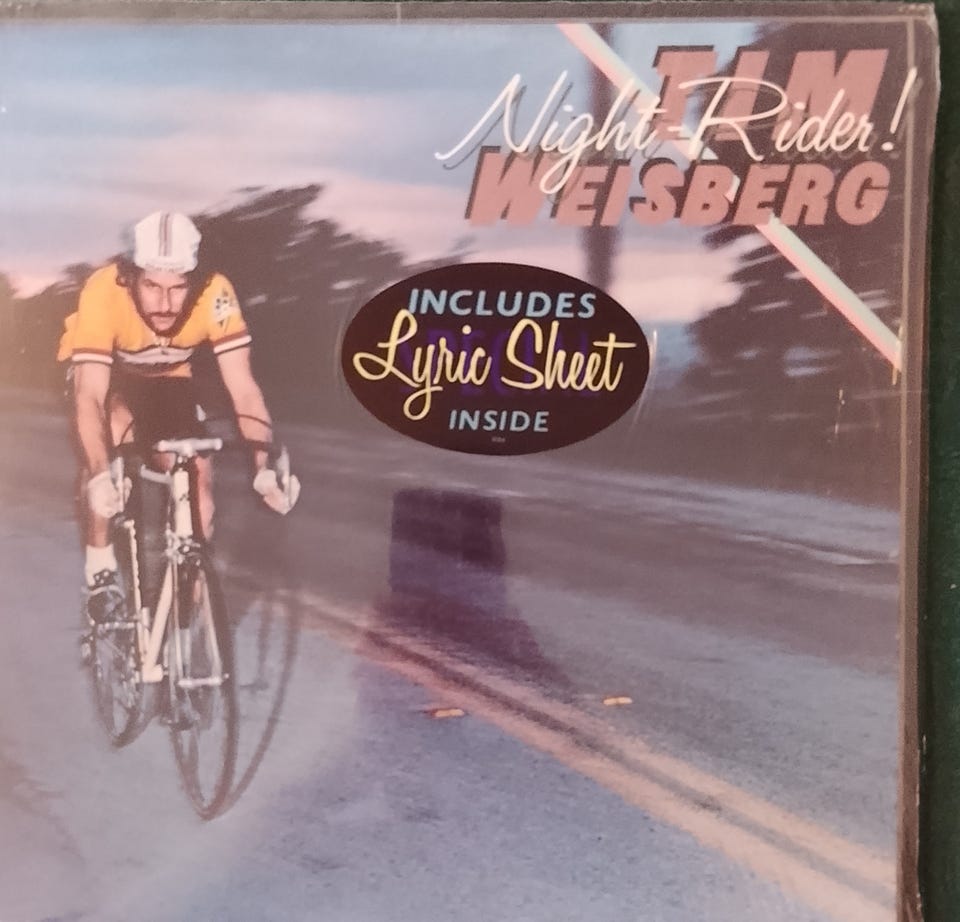 TIM
Night-Rider!
WEISBERG
INCLUDES
Lyric Sheet
INSIDE